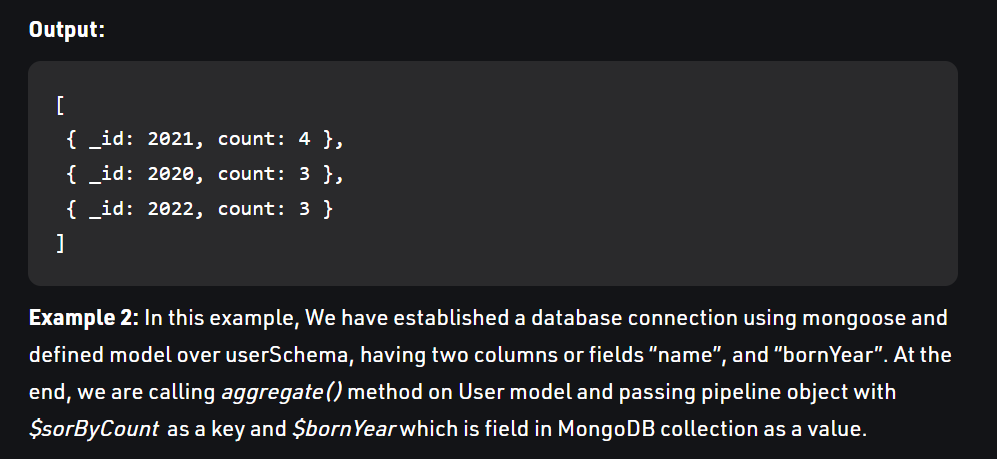 Output:
[
{ _id: 2021, count: 4 },
{ _id: 2020, count: 3 },
{ _id: 2022, count: 3 }
]
Example 2: In this example, We have established a database connection using mongoose and
defined model over userSchema, having two columns or fields “name”, and “bornYear”. At the
end, we are calling aggregate() method on User model and passing pipeline object with
$sorByCount as a key and $bornYear which is field in MongoDB collection as a value.